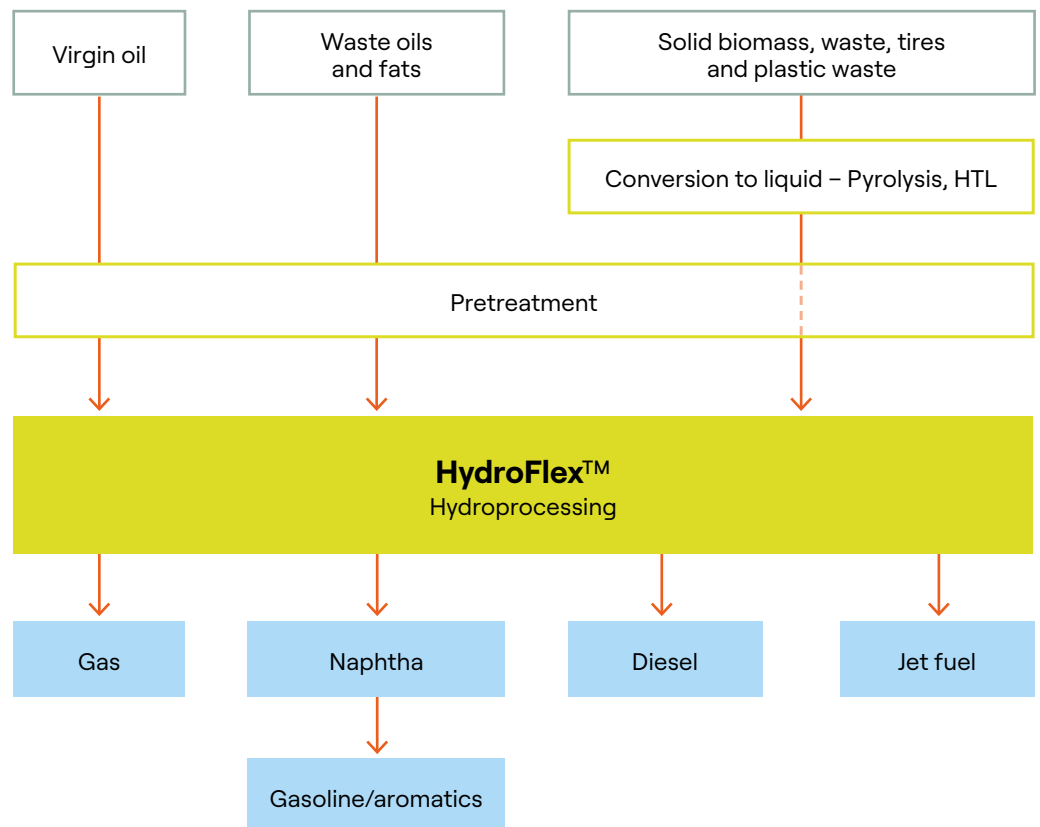 Virgin oil
Waste oils
and fats
Solid biomass, waste, tires
and plastic waste
Conversion to liquid – Pyrolysis, HTL
Pretreatment
HydroFlex™
Hydroprocessing
Gas
Naphtha
Diesel
Jet fuel
Gasoline/aromatics